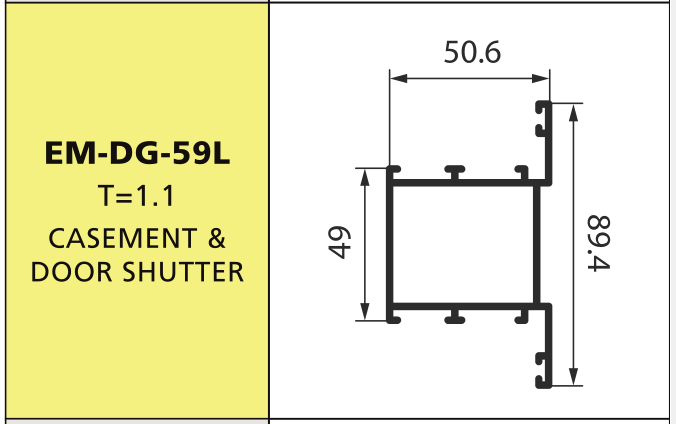 EM-DG-59L
T=1.1
CASEMENT &
DOOR SHUTTER
50.6
49
89.4